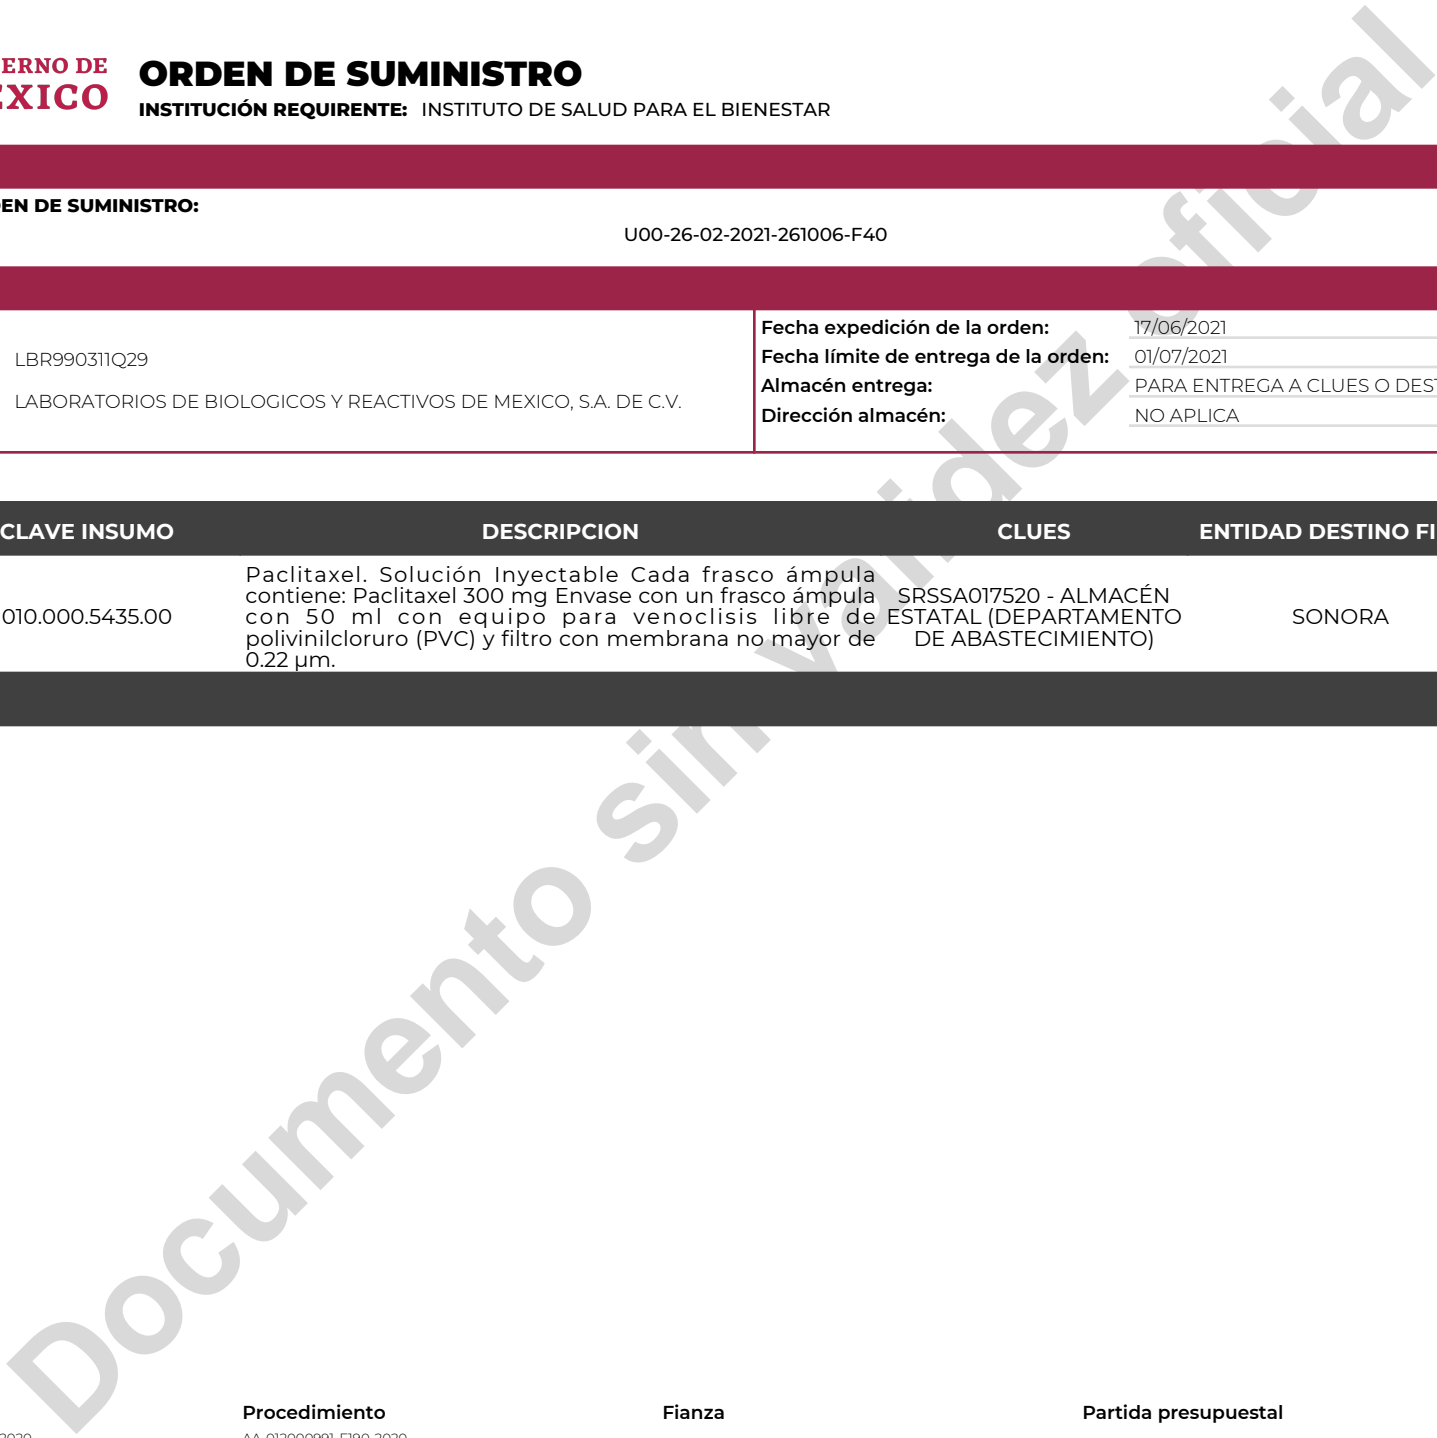 ERNO DE
EXICO
ORDEN DE SUMINISTRO
INSTITUCIÓN REQUIRENTE: INSTITUTO DE SALUD PARA EL BIENESTAR
EN DE SUMINISTRO:
U00-26-02-2021-261006-F40
LBR990311Q29
LABORATORIOS DE BIOLOGICOS Y REACTIVOS DE MEXICO, S.A. DE C.V.
Fecha expedición de la orden: 17/06/2021
Fecha límite de entrega de la orden: 01/07/2021
Almacén entrega: PARA ENTREGA A CLUES O DEST
Dirección almacén: NO APLICA
CLAVE INSUMO DESCRIPCION CLUES ENTIDAD DESTINO FI
010.000.5435.00
Paclitaxel. Solución Inyectable Cada frasco ámpula
contiene: Paclitaxel 300 mg Envase con un frasco ámpula
con 50 ml con equipo para venoclisis libre de
polivinilcloruro (PVC) y filtro con membrana no mayor de
0.22 µm.
SRSSA017520 - ALMACÉN
ESTATAL (DEPARTAMENTO
DE ABASTECIMIENTO)
SONORA
Documento sin validez oficial
Procedimiento Fianza Partida presupuestal